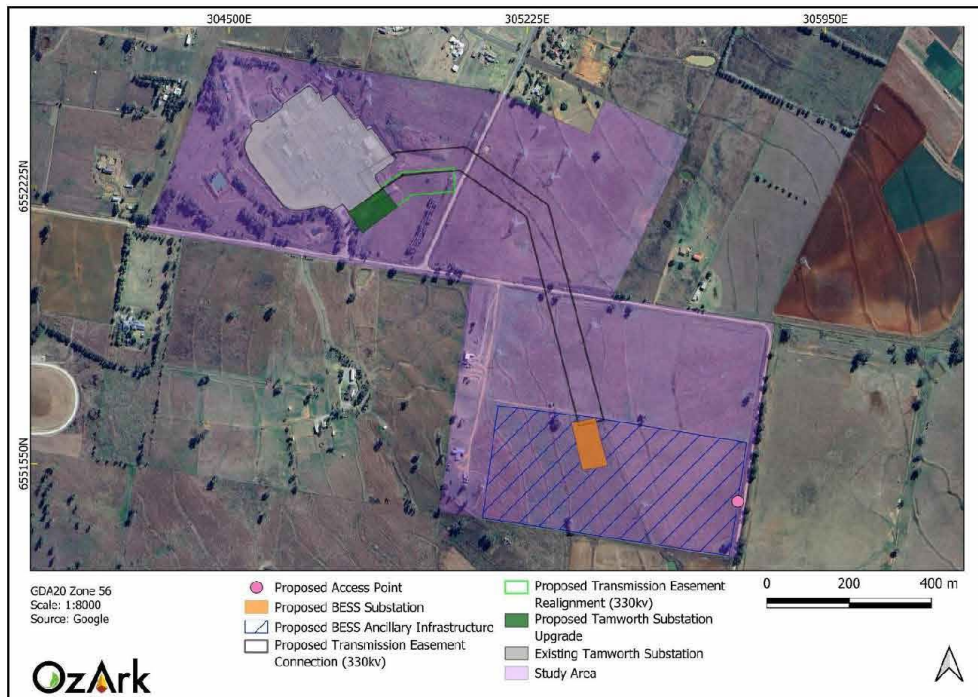 304500E
305225E
305950E
6552225N
6551550N
GDA20 Zone 56
Scale: 1:8000
Source: Google
OzArk
Proposed Access Point
Proposed BESS Substation
Proposed BESS Ancillary Infrastructure
Proposed Transmission Easement
Connection (330kv)
Proposed Transmission Easement
Realignment (330kv)
Proposed Tamworth Substation
Upgrade
Existing Tamworth Substation
Study Area
0 200 400 m